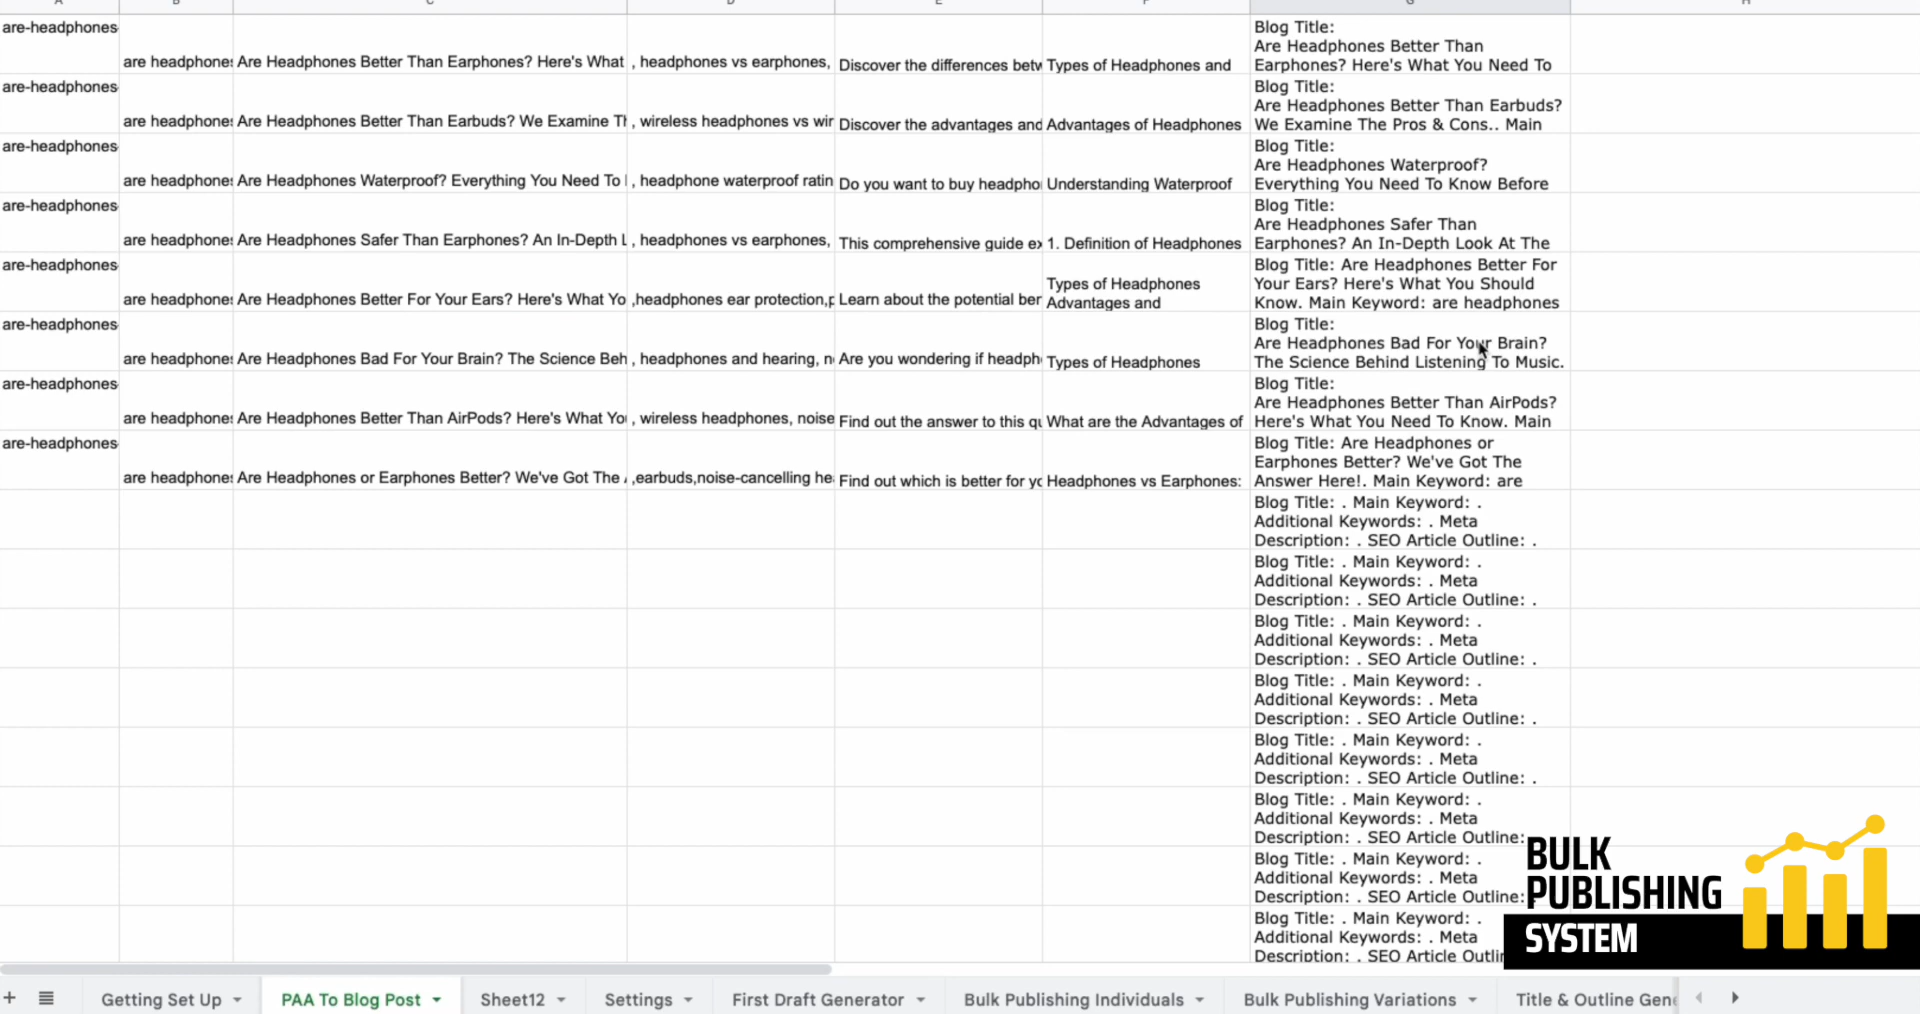 A B C D E F G H
are-headphones-
are headphones Are Headphones Better Than Earphones? Here's What , headphones vs earphones, Discover the differences betw Types of Headphones and
Blog Title:
Are Headphones Better Than
Earphones? Here's What You Need To
are-headphones-
are headphones Are Headphones Better Than Earbuds? We Examine Th , wireless headphones vs wir Discover the advantages and Advantages of Headphones
Blog Title:
Are Headphones Better Than Earbuds?
We Examine The Pros & Cons.. Main
are-headphones-
are headphones Are Headphones Waterproof? Everything You Need To , headphone waterproof ratin Do you want to buy headpho Understanding Waterproof
Blog Title:
Are Headphones Waterproof?
Everything You Need To Know Before
are-headphones-
are headphones Are Headphones Safer Than Earphones? An In-Depth L , headphones vs earphones, This comprehensive guide ex 1. Definition of Headphones
Blog Title:
Are Headphones Safer Than
Earphones? An In-Depth Look At The
are-headphones-
are headphones Are Headphones Better For Your Ears? Here's What Yo ,headphones ear protection,p Learn about the potential ber
Types of Headphones
Advantages and
Blog Title: Are Headphones Better For
Your Ears? Here's What You Should
Know. Main Keyword: are headphones
are-headphones-
are headphones Are Headphones Bad For Your Brain? The Science Beh , headphones and hearing, n Are you wondering if headph Types of Headphones
Blog Title:
Are Headphones Bad For Your Brain?
The Science Behind Listening To Music.
are-headphones-
are headphones Are Headphones Better Than AirPods? Here's What You , wireless headphones, noise Find out the answer to this qu What are the Advantages of
Blog Title:
Are Headphones Better Than AirPods?
Here's What You Need To Know. Main
are-headphones-
are headphones Are Headphones or Earphones Better? We've Got The ,earbuds,noise-cancelling he Find out which is better for yo Headphones vs Earphones:
Blog Title: Are Headphones or
Earphones Better? We've Got The
Answer Here!. Main Keyword: are
Blog Title: . Main Keyword: .
Additional Keywords: . Meta
Description: . SEO Article Outline: .
Blog Title: . Main Keyword: .
Additional Keywords: . Meta
Description: . SEO Article Outline: .
Blog Title: . Main Keyword: .
Additional Keywords: . Meta
Description: . SEO Article Outline: .
Blog Title: . Main Keyword: .
Additional Keywords: . Meta
Description: . SEO Article Outline: .
Blog Title: . Main Keyword: .
Additional Keywords: . Meta
Description: . SEO Article Outline: .
Blog Title: . Main Keyword: .
Additional Keywords: . Meta
Description: . SEO Article Outline:
Blog Title: . Main Keyword: .
Additional Keywords: . Meta
Description: . SEO Article Outline:
Blog Title: . Main Keyword: .
Additional Keywords: . Meta
Description: . SEO Article Outlin
BULK
PUBLISHING
SYSTEM
+ Getting Set Up PAA To Blog Post Sheet12 Settings First Draft Generator Bulk Publishing Individuals Bulk Publishing Variations Title & Outline Gene